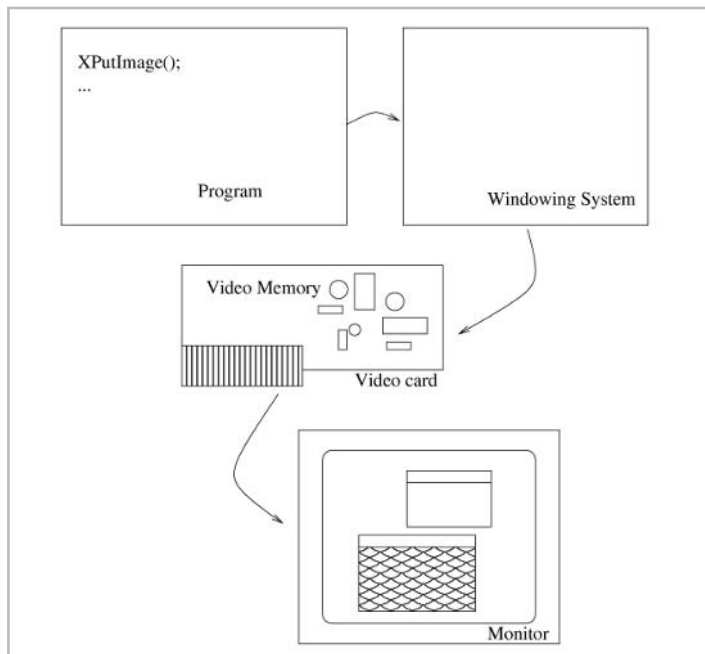 XPutImage();
...
Program
Windowing System
Video Memory
Video card
Monitor